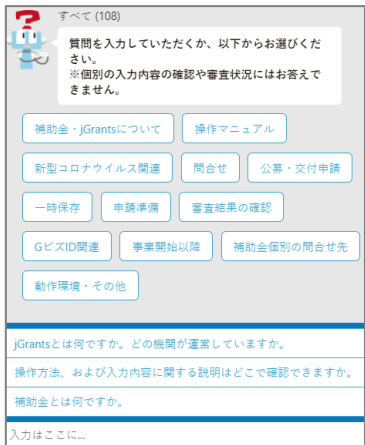 すべて (108)
質問を入力していただくか、以下からお選びくだ
さい。
※個別の入力内容の確認や審査状況にはお答えで
きません。
補助金・jGrantsについて 操作マニュアル
新型コロナウイルス関連 問合せ 公募・交付申請
一時保存 申請準備 審査結果の確認
GビズID関連 事業開始以降 補助金個別の問合せ先
動作環境・その他
jGrantsとは何ですか。どの機関が運営していますか。
操作方法、および入力内容に関する説明はどこで確認できますか。
補助金とは何ですか。
入力はここに...